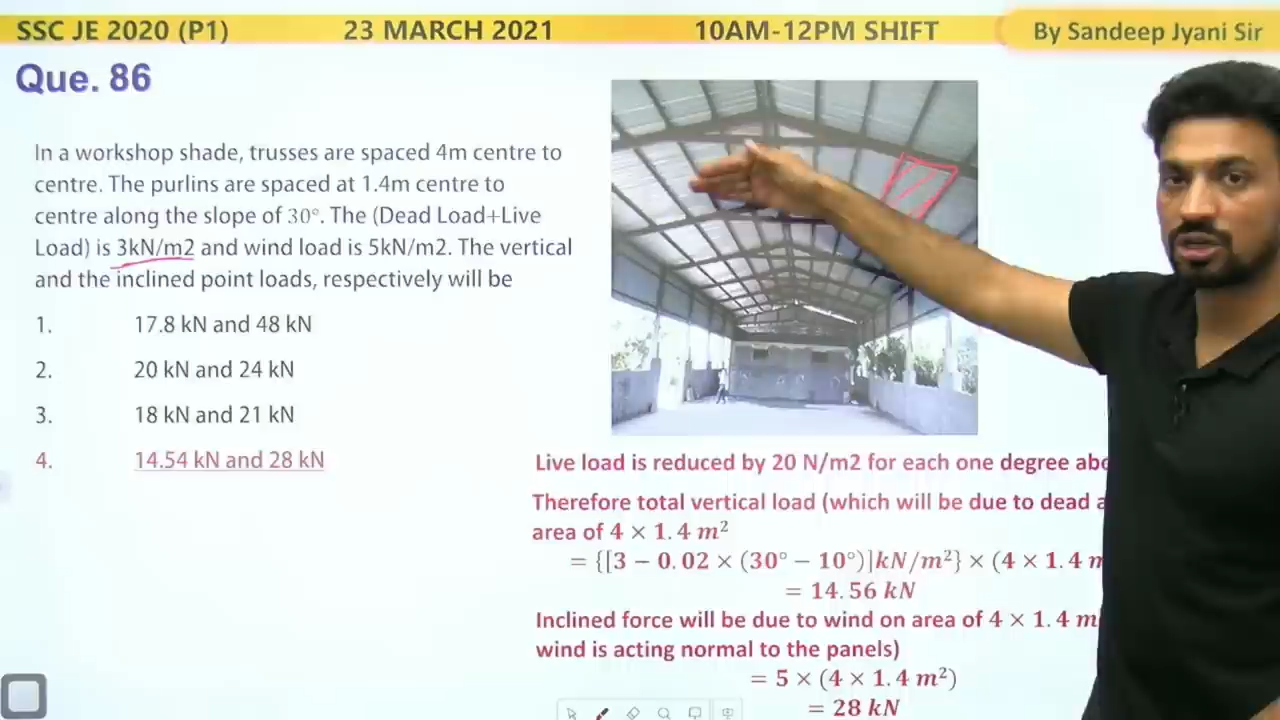 SSC JE 2020 (P1) 23 MARCH 2021 10AM-12PM SHIFT By Sandeep Jyani Sir
Que. 86
In a workshop shade, trusses are spaced 4m centre to
centre. The purlins are spaced at 1.4m centre to
centre along the slope of 30°. The (Dead Load+Live
Load) is 3kN/m2 and wind load is 5kN/m2. The vertical
and the inclined point loads, respectively will be
1. 17.8 kN and 48 kN
2. 20 kN and 24 kN
3. 18 kN and 21 kN
4. 14.54 kN and 28 kN
Live load is reduced by 20 N/m2 for each one degree
Therefore total vertical load (which will be due to dead
area of 4 × 1.4 m²
= {[3 − 0.02 × (30° − 10°)]kN/m²} × (4 × 1.4
= 14.56 kN
Inclined force will be due to wind on area of 4 × 1.4 m
wind is acting normal to the panels)
= 5 × (4 × 1.4 m²)
= 28 kN